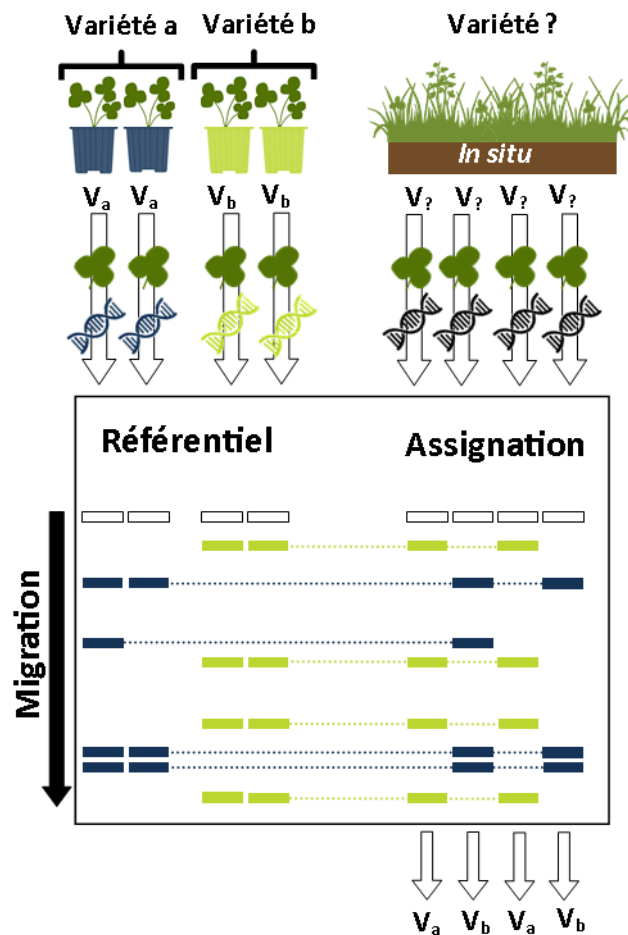 Variété a Variété b Variété ?
In situ
Va Va Vb Vb V? V? V? V?
Référentiel Assignation
Migration
Va Vb Va Vb